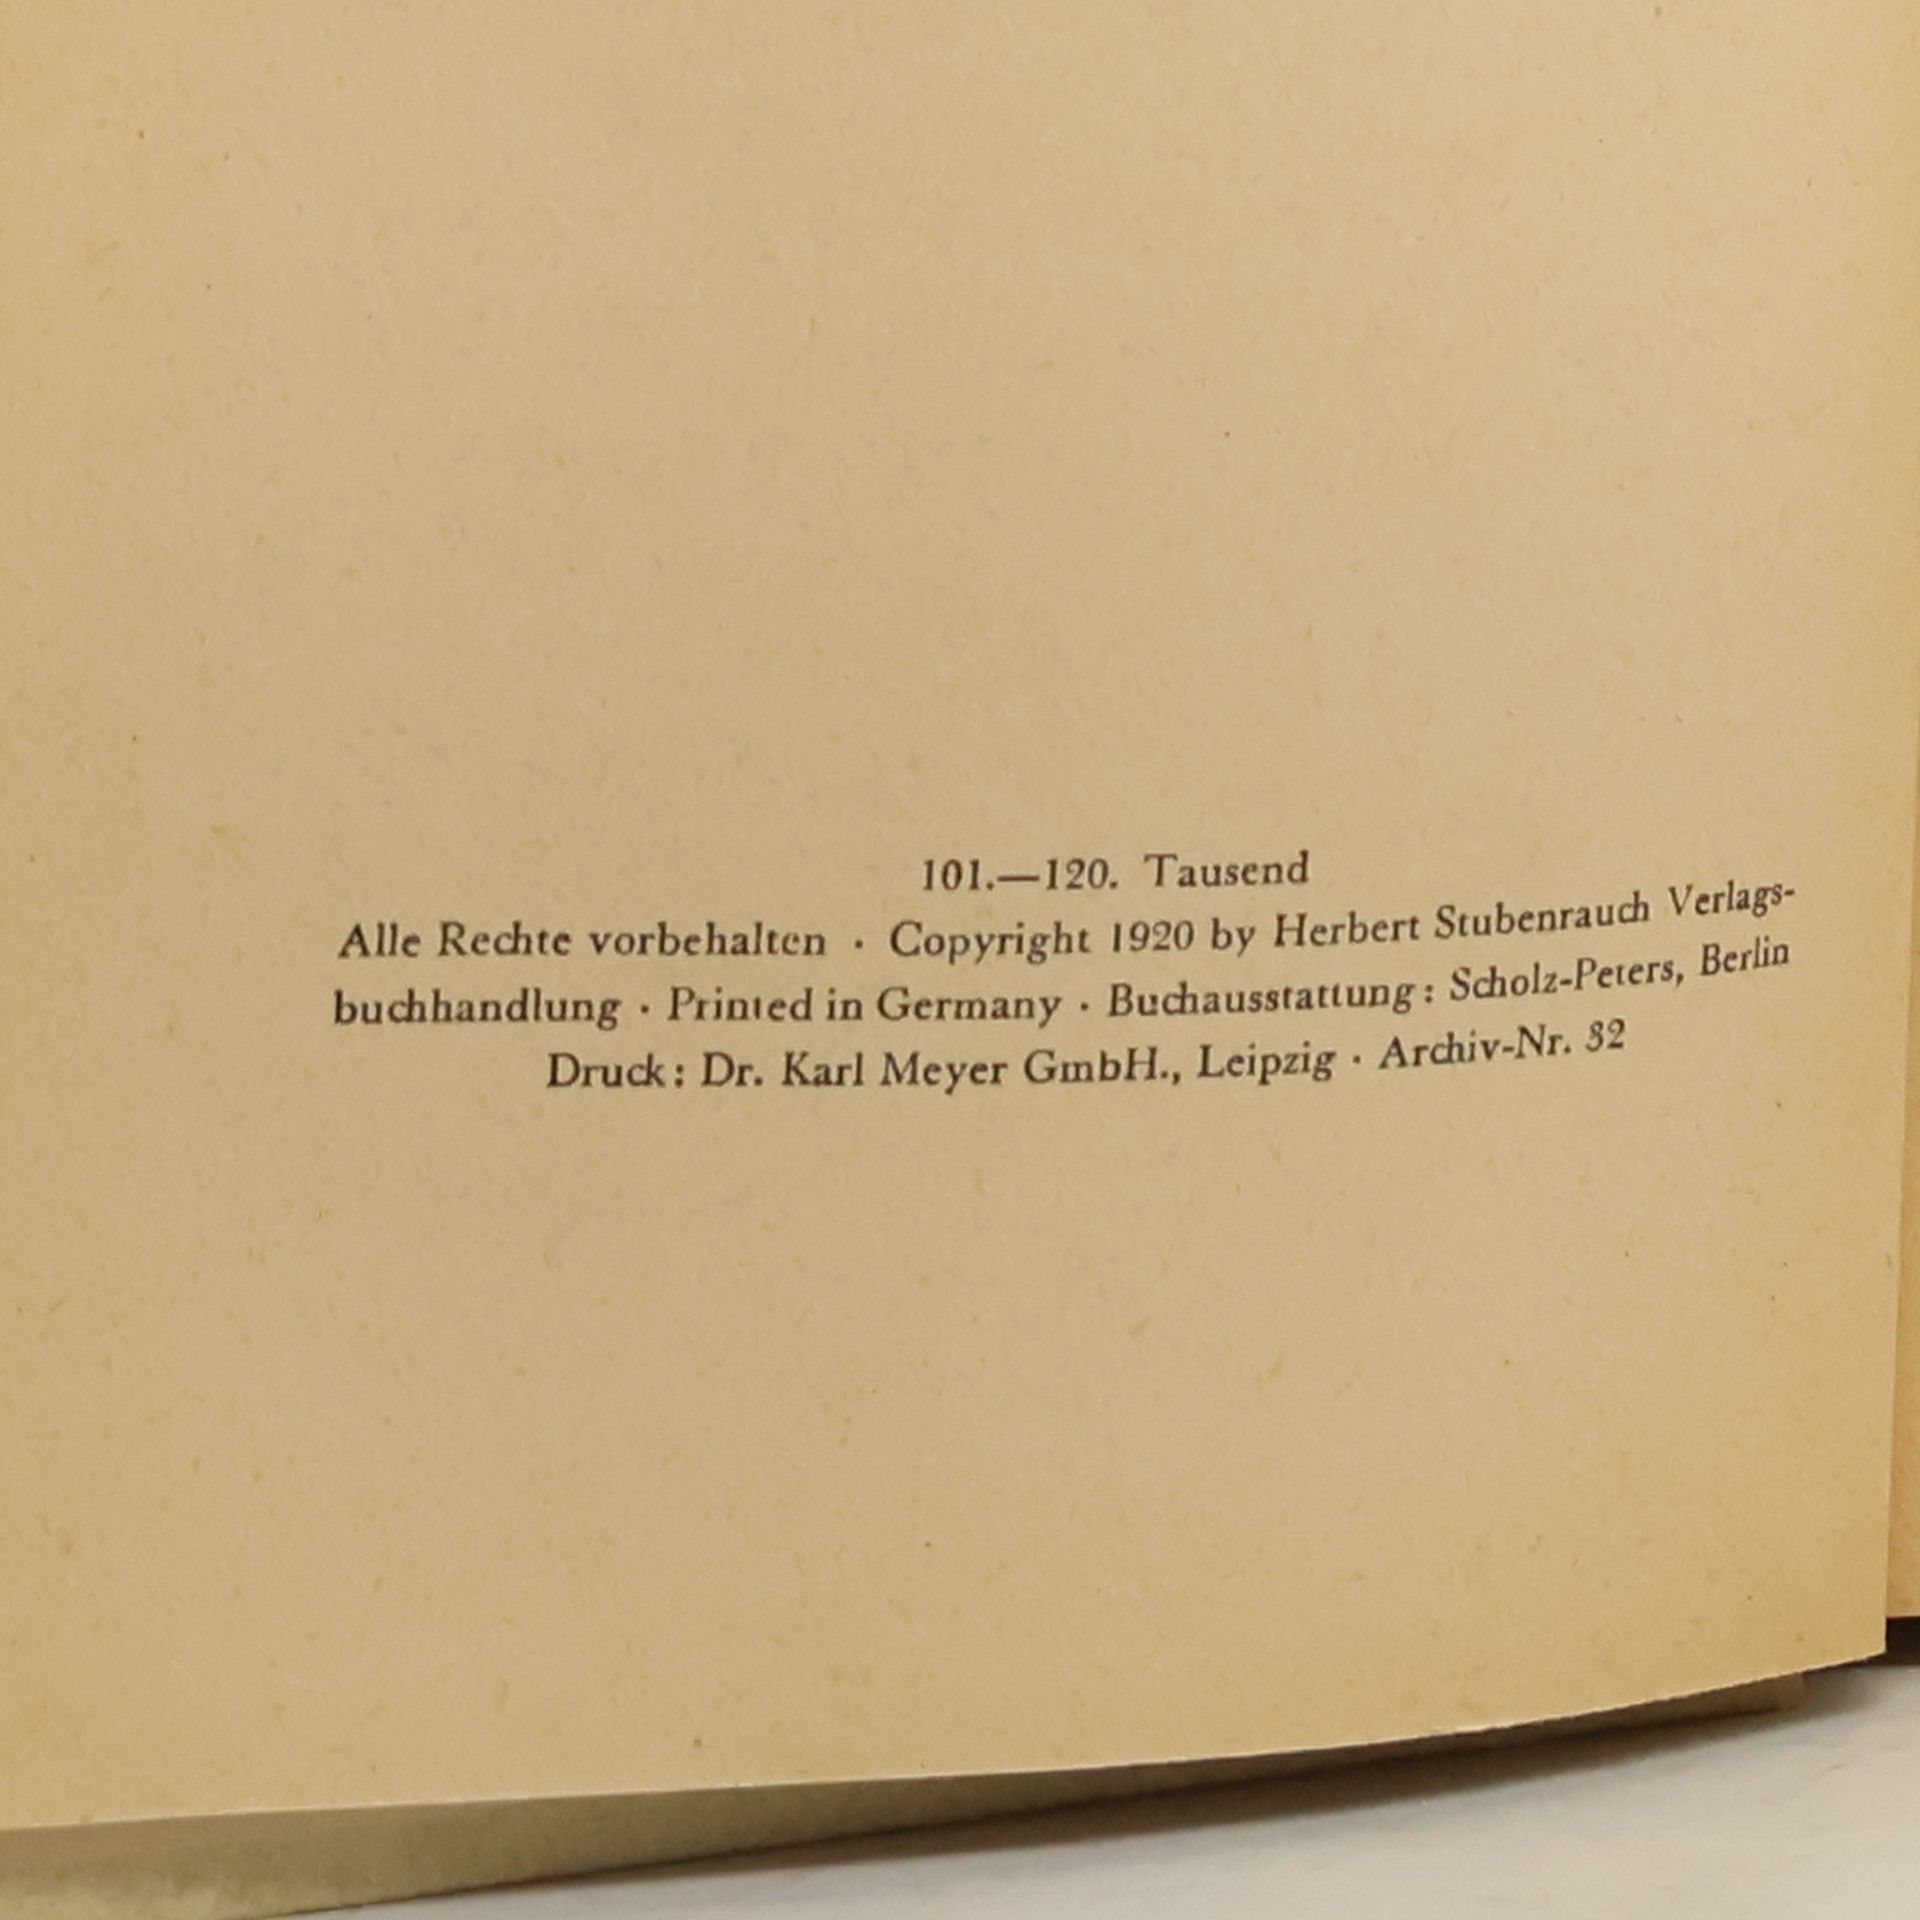 101.—120. Tausend
Alle Rechte vorbehalten · Copyright 1920 by Herbert Stubenrauch Verlags-
buchhandlung · Printed in Germany · Buchausstattung: Scholz-Peters, Berlin
Druck: Dr. Karl Meyer GmbH., Leipzig · Archiv-Nr. 32